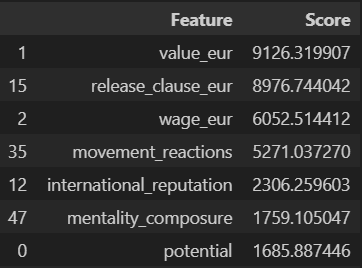 Feature Score
1 value_eur 9126.319907
15 release_clause_eur 8976.744042
2 wage_eur 6052.514412
35 movement_reactions 5271.037270
12 international_reputation 2306.259603
47 mentality_composure 1759.105047
0 potential 1685.887446